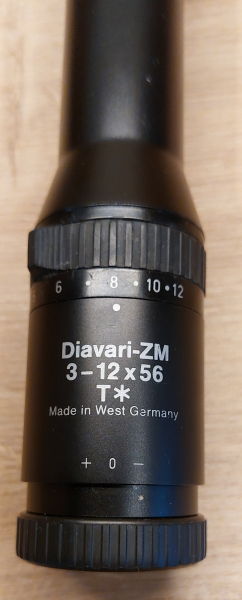 6 • 8 • 10 • 12
Diavari-ZM
3-12x56
T*
Made in West Germany
+ 0 -